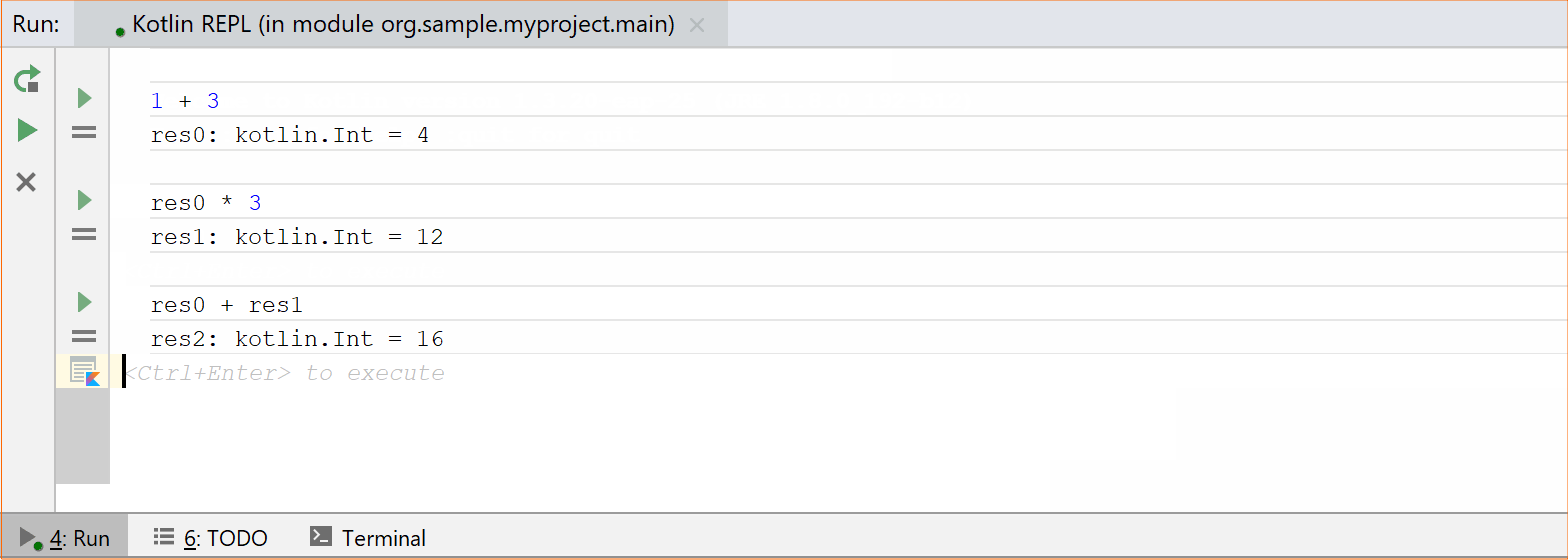 Run: Kotlin REPL (in module org.sample.myproject.main)
1 + 3
res0: kotlin.Int = 4
res0 * 3
res1: kotlin.Int = 12
res0 + res1
res2: kotlin.Int = 16
<Ctrl+Enter> to execute
4: Run 6: TODO Terminal